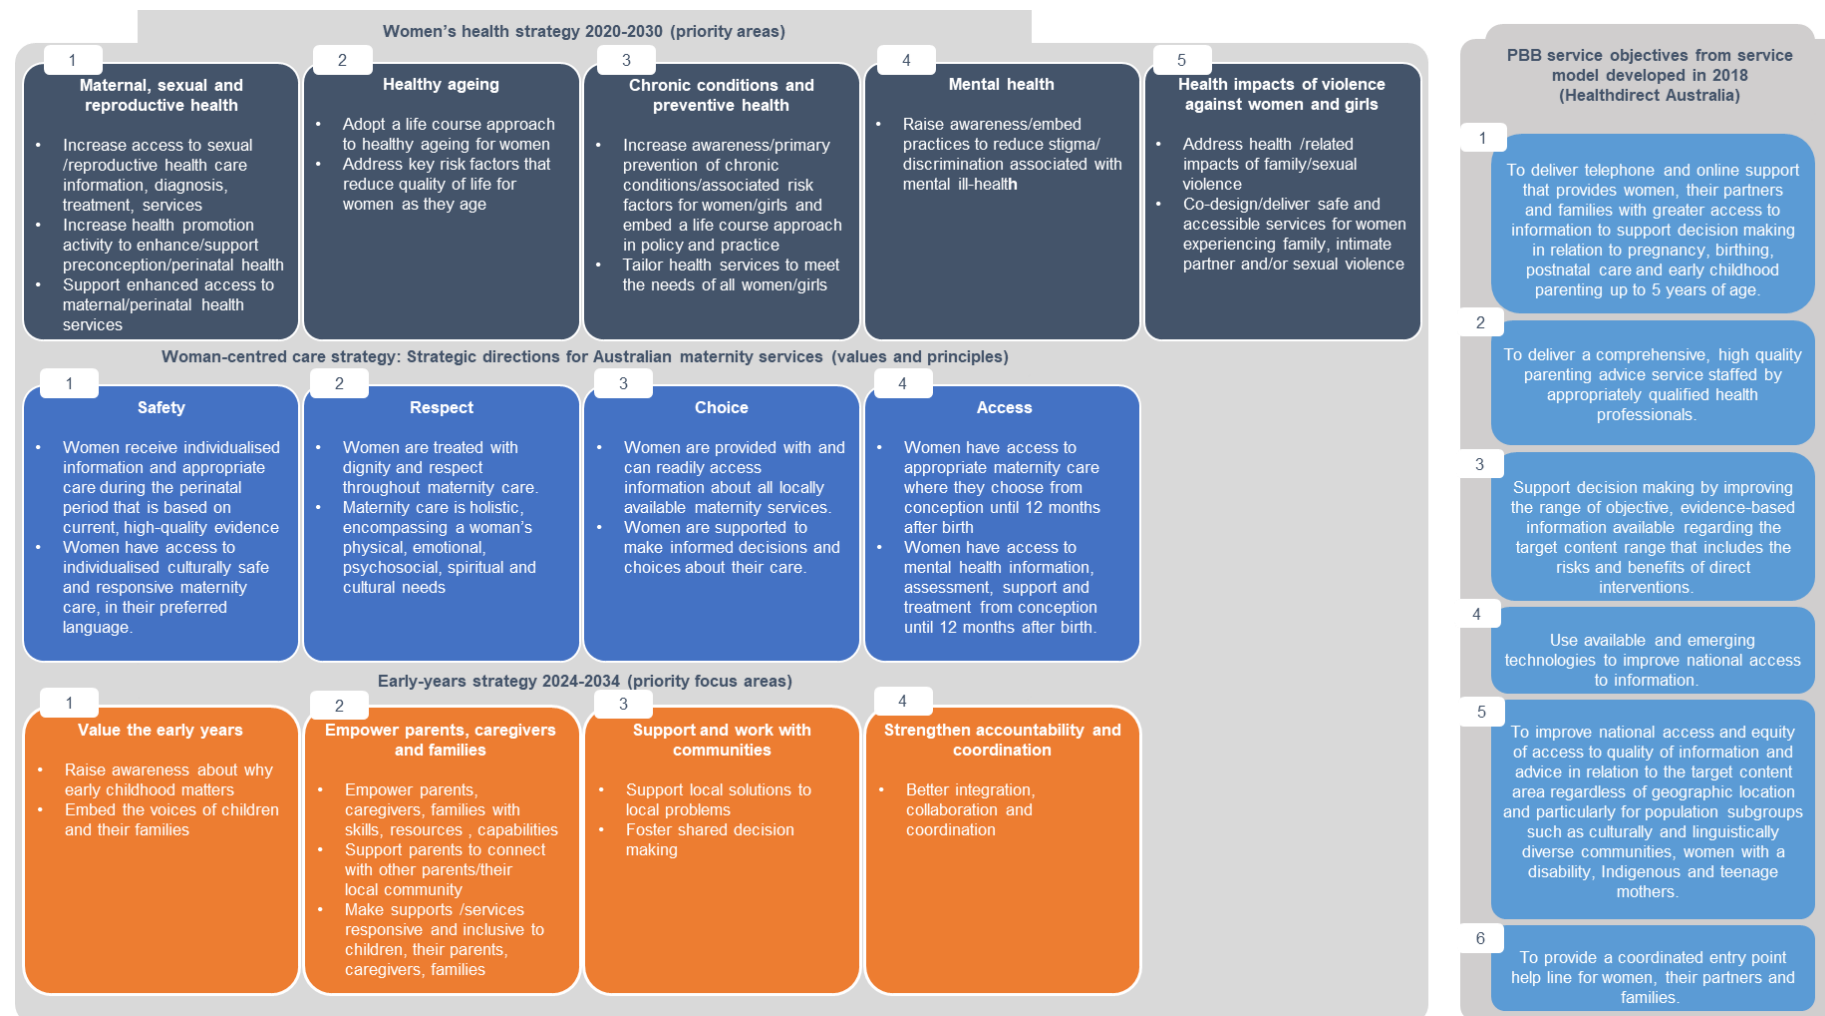 Women's health strategy 2020-2030 (priority areas)
1
Maternal, sexual and
reproductive health
• Increase access to sexual
/reproductive health care
information, diagnosis,
treatment, services
• Increase health promotion
activity to enhance/support
preconception/perinatal health
• Support enhanced access to
maternal/perinatal health
services
2
Healthy ageing
• Adopt a life course approach
to healthy ageing for women
• Address key risk factors that
reduce quality of life for
women as they age
3
Chronic conditions and
preventive health
• Increase awareness/primary
prevention of chronic
conditions/associated risk
factors for women/girls and
embed a life course approach
in policy and practice
• Tailor health services to meet
the needs of all women/girls
4
Mental health
• Raise awareness/embed
practices to reduce stigma/
discrimination associated with
mental ill-health
5
Health impacts of violence
against women and girls
• Address health /related
impacts of family/sexual
violence
• Co-design/deliver safe and
accessible services for women
experiencing family, intimate
partner and/or sexual violence
Woman-centred care strategy: Strategic directions for Australian maternity services (values and principles)
1
Safety
• Women receive individualised
information and appropriate
care during the perinatal
period that is based on
current, high-quality evidence
• Women have access to
individualised culturally safe
and responsive maternity
care, in their preferred
language.
2
Respect
• Women are treated with
dignity and respect
throughout maternity care.
• Maternity care is holistic,
encompassing a woman's
physical, emotional,
psychosocial, spiritual and
cultural needs
3
Choice
• Women are provided with and
can readily access
information about all locally
available maternity services.
• Women are supported to
make informed decisions and
choices about their care.
4
Access
• Women have access to
appropriate maternity care
where they choose from
conception until 12 months
after birth
• Women have access to
mental health information,
assessment, support and
treatment from conception
until 12 months after birth.
Early-years strategy 2024-2034 (priority focus areas)
1
Value the early years
• Raise awareness about why
early childhood matters
• Embed the voices of children
and their families
2
Empower parents, caregivers
and families
• Empower parents,
caregivers, families with
skills, resources , capabilities
• Support parents to connect
with other parents/their
local community
• Make supports /services
responsive and inclusive to
children, their parents,
caregivers, families
3
Support and work with
communities
• Support local solutions to
local problems
• Foster shared decision
making
4
Strengthen accountability and
coordination
• Better integration,
collaboration and
coordination
PBB service objectives from service
model developed in 2018
(Healthdirect Australia)
1
To deliver telephone and online support
that provides women, their partners
and families with greater access to
information to support decision making
in relation to pregnancy, birthing,
postnatal care and early childhood
parenting up to 5 years of age.
2
To deliver a comprehensive, high quality
parenting advice service staffed by
appropriately qualified health
professionals.
3
Support decision making by improving
the range of objective, evidence-based
information available regarding the
target content range that includes the
risks and benefits of direct
interventions.
4
Use available and emerging
technologies to improve national access
to information.
5
To improve national access and equity
of access to quality of information and
advice in relation to the target content
area regardless of geographic location
and particularly for population subgroups
such as culturally and linguistically
diverse communities, women with a
disability, Indigenous and teenage
mothers.
6
To provide a coordinated entry point
help line for women, their partners and
families.